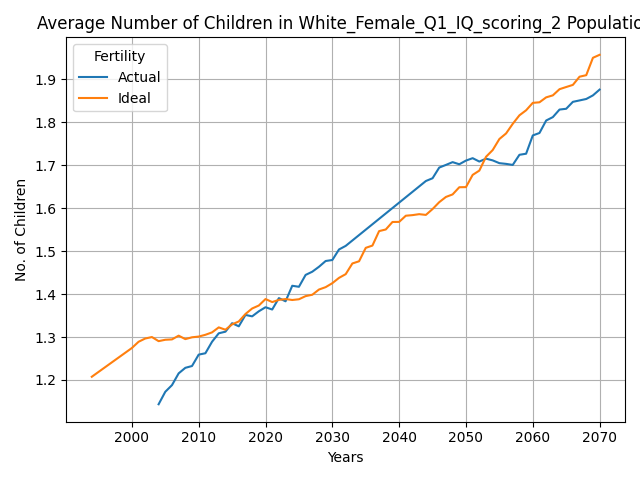 Average Number of Children in White_Female_Q1_IQ_scoring_2 Populatio
Fertility
Actual
Ideal
No. of Children
1.9
1.8
1.7
1.6
1.5
1.4
1.3
1.2
2000 2010 2020 2030 2040 2050 2060 2070
Years